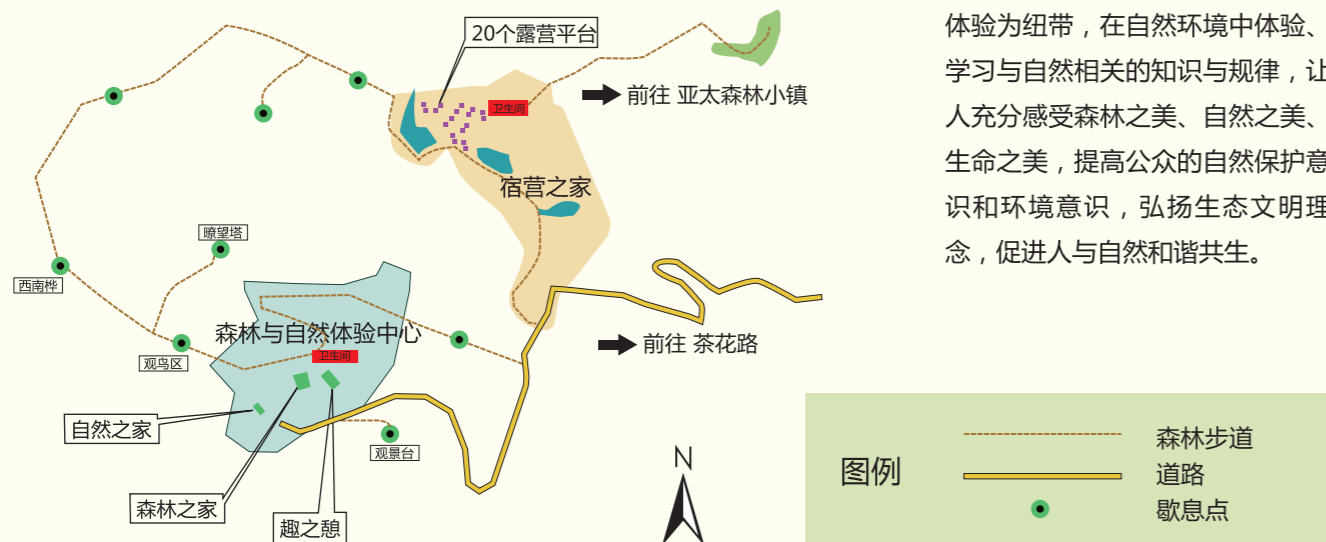 20个露营平台
卫生间
前往 亚太森林小镇
宿营之家
瞭望塔
西南桦
森林与自然体验中心
卫生间
观鸟区
前往 茶花路
自然之家
观景台
森林之家
趣之憩
N
体验为纽带，在自然环境中体验、
学习与自然相关的知识与规律，让
人充分感受森林之美、自然之美、
生命之美，提高公众的自然保护意
识和环境意识，弘扬生态文明理
念，促进人与自然和谐共生。
图例
森林步道
道路
歇息点